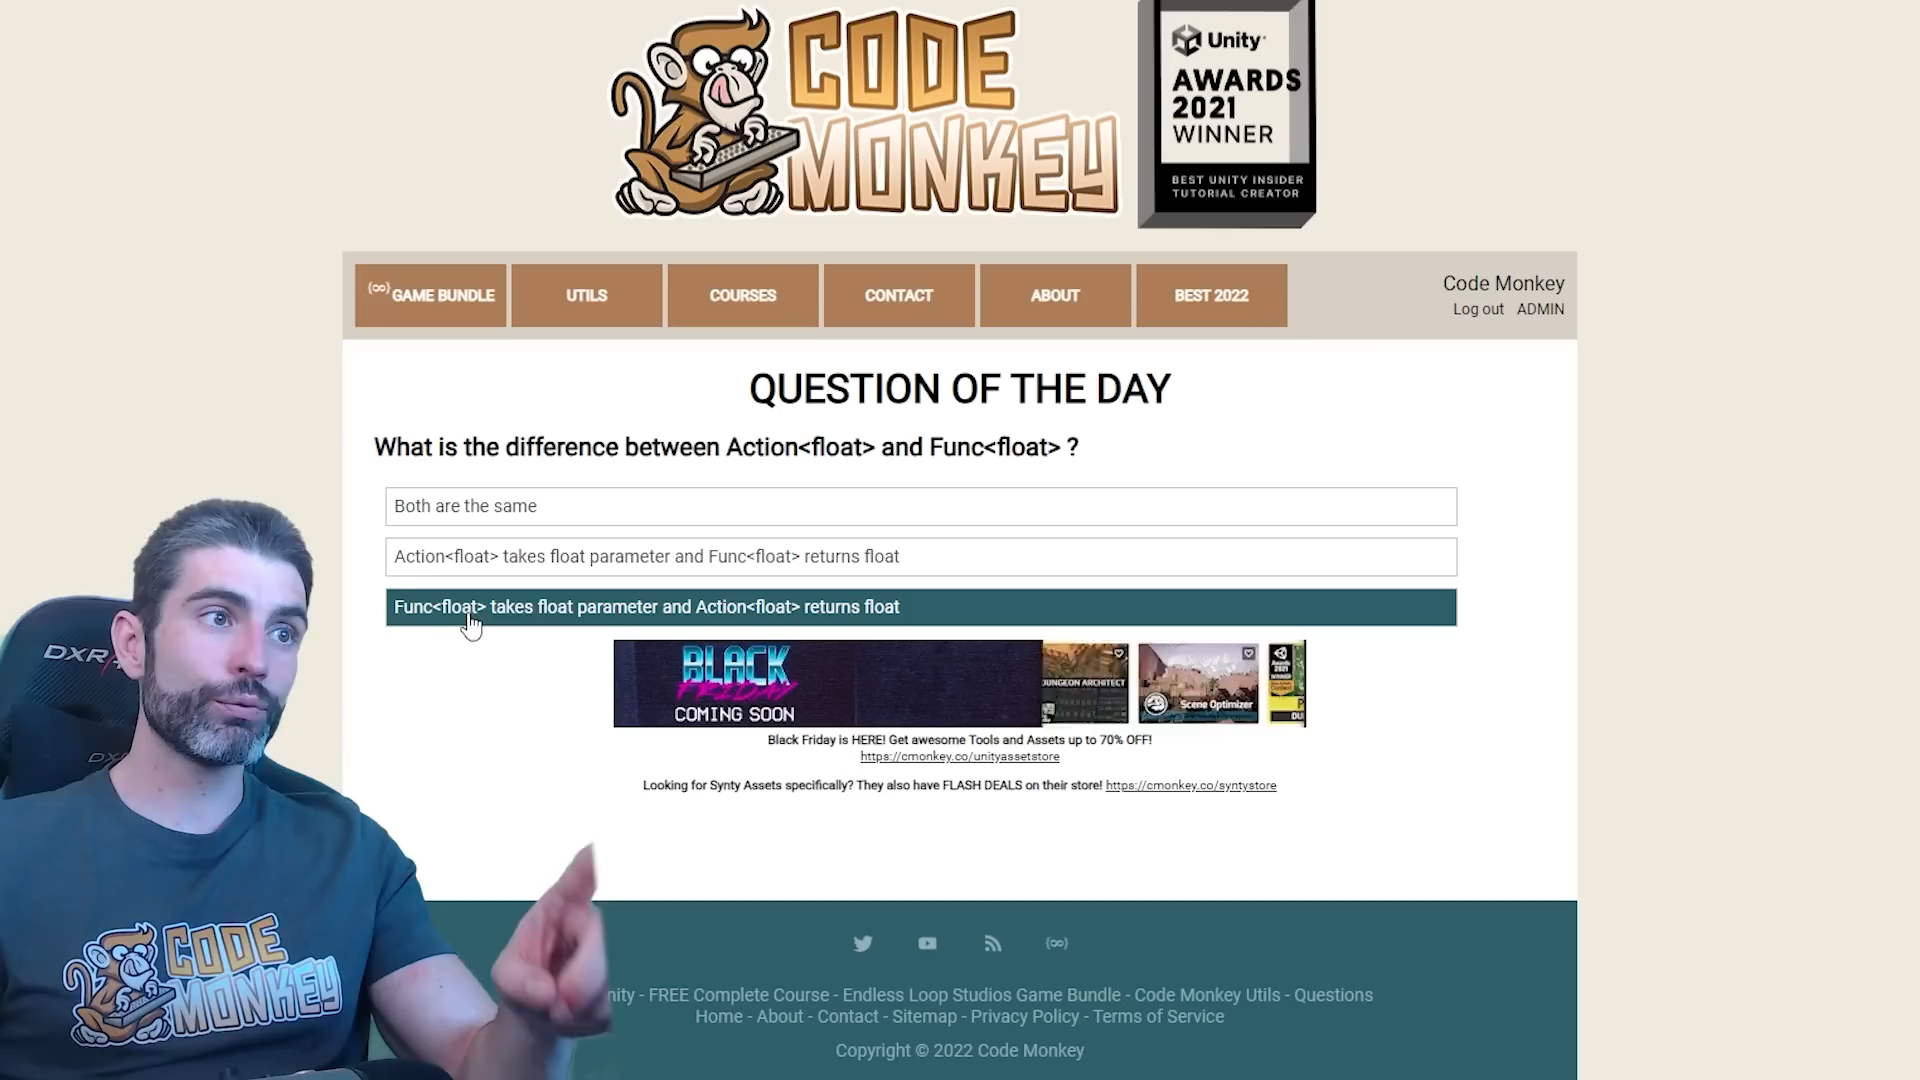 CODE
MONKEY
Unity
AWARDS
2021
WINNER
BEST UNITY INSIDER
TUTORIAL CREATOR
GAME BUNDLE
UTILS
COURSES
CONTACT
ABOUT
BEST 2022
Code Monkey
Log out ADMIN
QUESTION OF THE DAY
What is the difference between Action<float> and Func<float> ?
Both are the same
Action<float> takes float parameter and Func<float> returns float
Func<float> takes float parameter and Action<float> returns float
BLACK
FRIDAY
COMING SOON
DUNGEON ARCHITECT
Scene Optimizer
Black Friday is HERE! Get awesome Tools and Assets up to 70% OFF!
https://cmonkey.co/unityassetstore
Looking for Synty Assets specifically? They also have FLASH DEALS on their store! https://cmonkey.co/syntystore
DXR
CODE
MONKEY
nity - FREE Complete Course - Endless Loop Studios Game Bundle - Code Monkey Utils - Questions
Home - About - Contact - Sitemap - Privacy Policy - Terms of Service
Copyright © 2022 Code Monkey